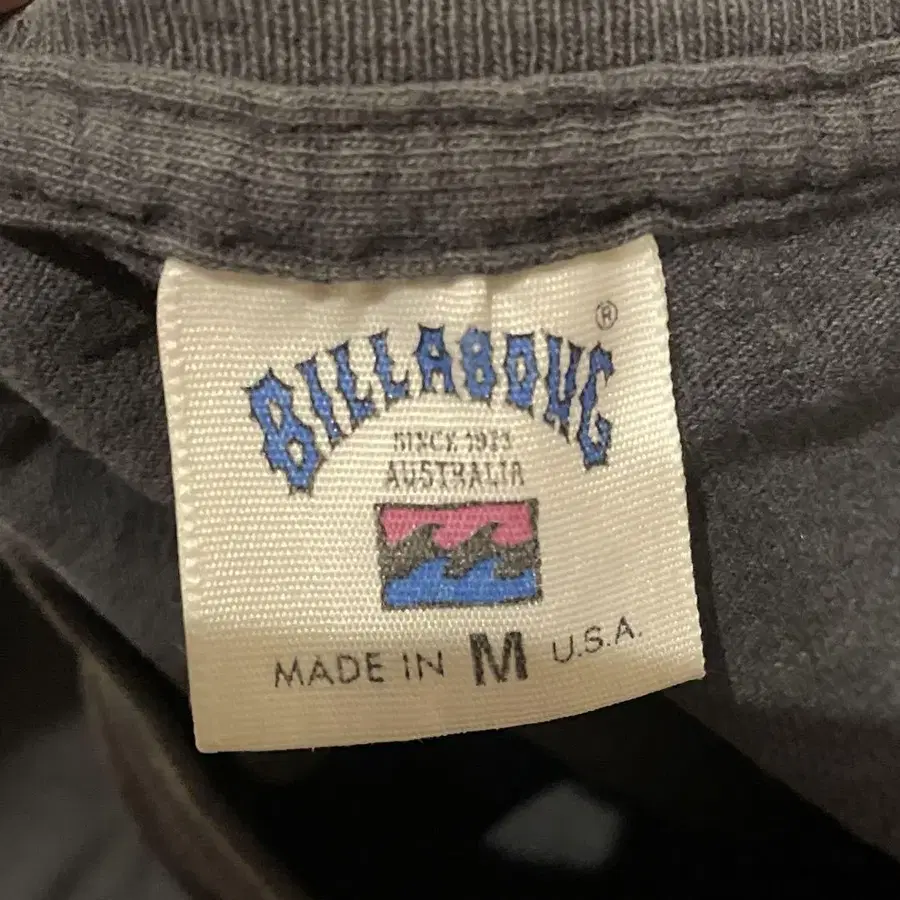 BILLABONG ®
SINCE 1973
AUSTRALIA
MADE IN M U.S.A.